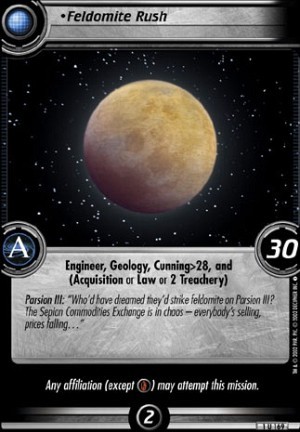 •Feldomite Rush
A
30
Engineer, Geology, Cunning>28, and
(Acquisition or Law or 2 Treachery)
Parsion III: "Who'd have dreamed they'd strike feldomite on Parsion III?
The Sepian Commodities Exchange is in chaos – everybody's selling,
prices falling…"
Any affiliation (except ) may attempt this mission.
2